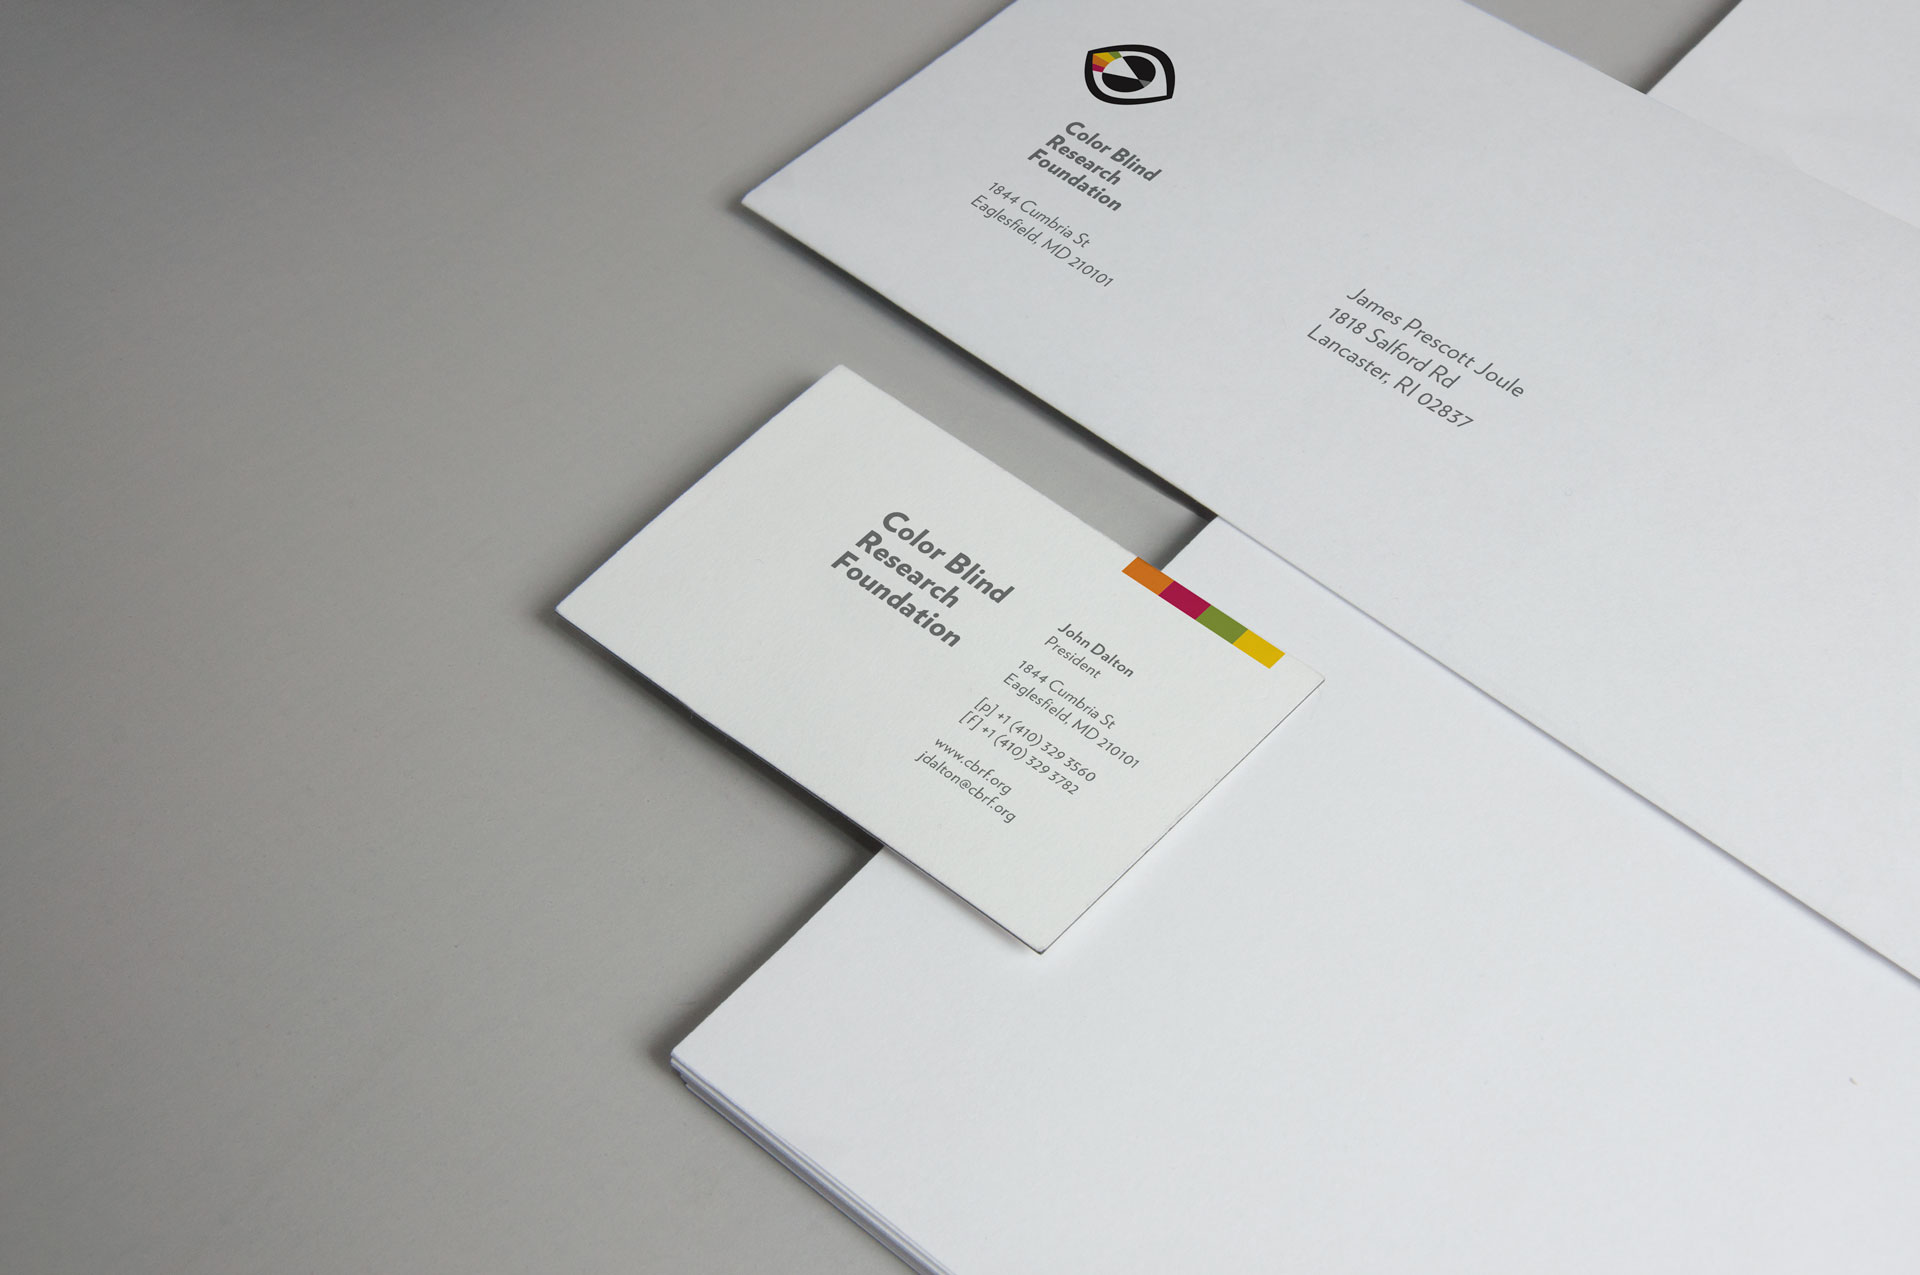 Color Blind
Research
Foundation
1844 Cumbria St
Eaglesfield, MD 210101
James Prescott Joule
1818 Salford Rd
Lancaster, RI 02837
Color Blind
Research
Foundation
John Dalton
President
1844 Cumbria St
Eaglesfield, MD 210101
[p] +1 (410) 329 3560
[f] +1 (410) 329 3782
www.cbrf.org
jdalton@cbrf.org